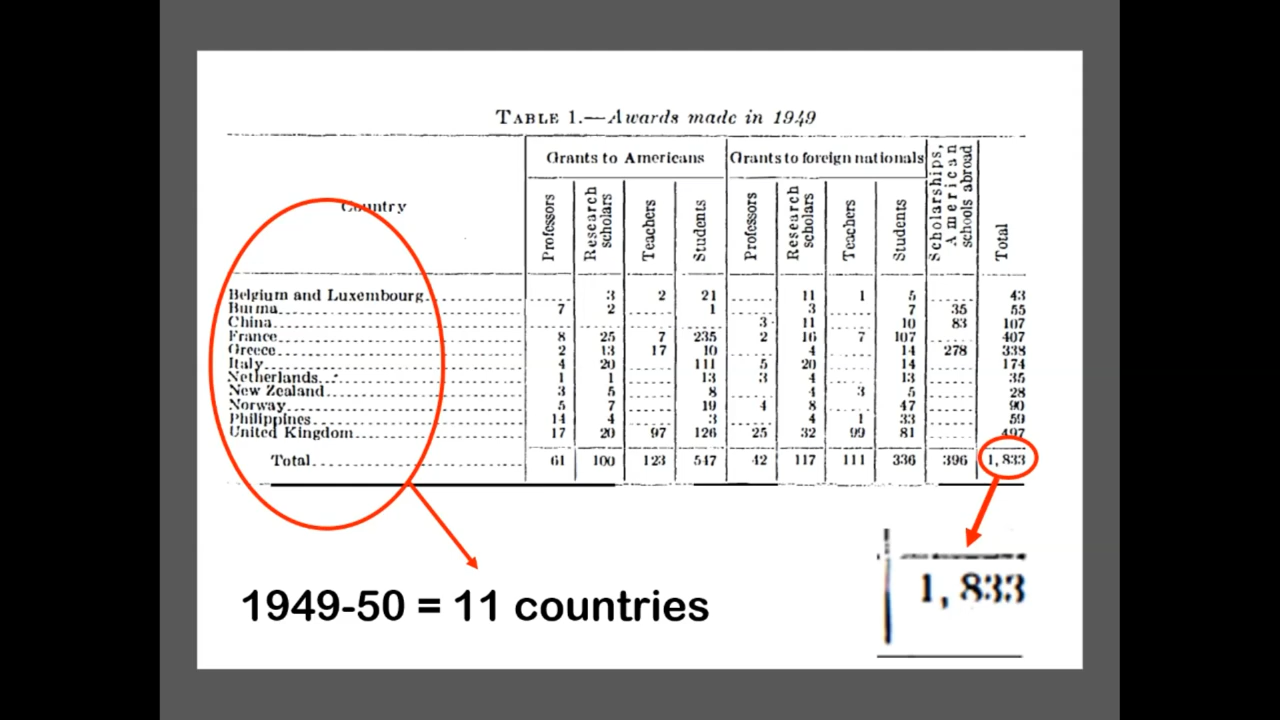 TABLE 1.—Awards made in 1949
Country
Grants to Americans
Grants to foreign nationals
Scholarships, American schools abroad
Total
Professors
Research scholars
Teachers
Students
Professors
Research scholars
Teachers
Students
Belgium and Luxembourg 3 2 21 11 1 5 43
Burma 7 2 1 3 7 35 55
China 3 11 10 83 107
France 8 25 7 235 2 16 7 107 407
Greece 2 13 17 10 4 14 278 338
Italy 4 20 111 5 20 14 174
Netherlands 1 1 13 3 4 13 35
New Zealand 3 5 8 4 3 5 28
Norway 5 7 19 4 8 47 90
Philippines 14 4 3 4 1 33 59
United Kingdom 17 20 97 126 25 32 99 81 497
Total 61 100 123 547 42 117 111 336 396 1,833
1,833
1949-50 = 11 countries